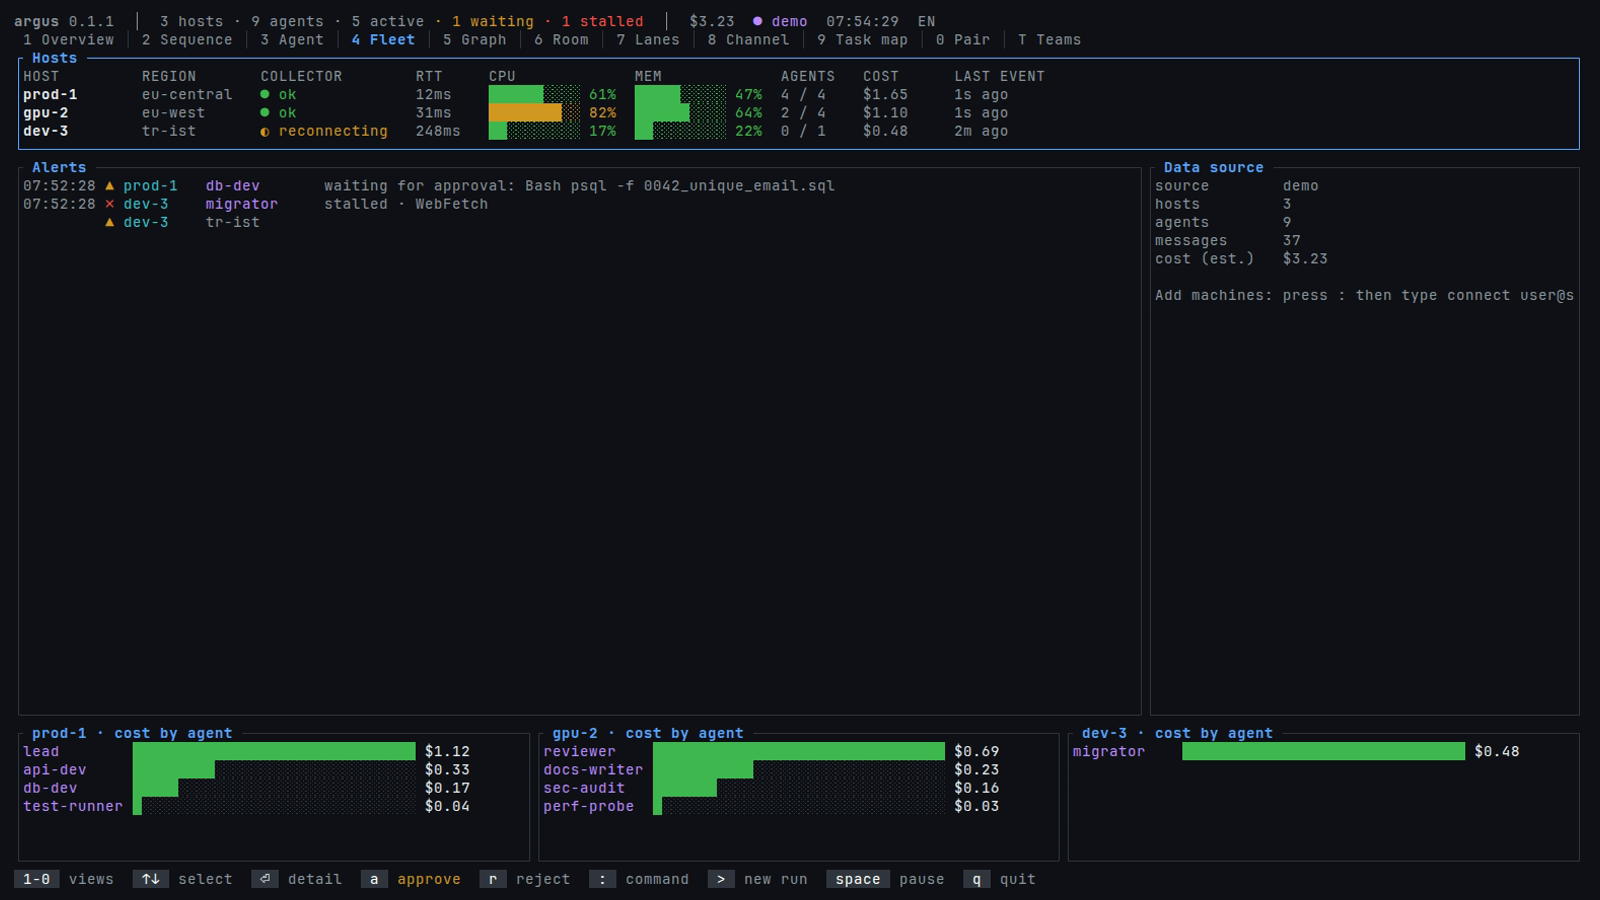 argus 0.1.1 │ 3 hosts · 9 agents · 5 active · 1 waiting · 1 stalled │ $3.23 ● demo 07:54:29 EN
1 Overview │ 2 Sequence │ 3 Agent │ 4 Fleet │ 5 Graph │ 6 Room │ 7 Lanes │ 8 Channel │ 9 Task map │ 0 Pair │ T Teams
Hosts
HOST REGION COLLECTOR RTT CPU MEM AGENTS COST LAST EVENT
prod-1 eu-central ● ok 12ms 61% 47% 4 / 4 $1.65 1s ago
gpu-2 eu-west ● ok 31ms 82% 64% 2 / 4 $1.10 1s ago
dev-3 tr-ist ◐ reconnecting 248ms 17% 22% 0 / 1 $0.48 2m ago
Alerts
07:52:28 ▲ prod-1 db-dev waiting for approval: Bash psql -f 0042_unique_email.sql
07:52:28 ✕ dev-3 migrator stalled · WebFetch
▲ dev-3 tr-ist
Data source
source demo
hosts 3
agents 9
messages 37
cost (est.) $3.23
Add machines: press : then type connect user@s
prod-1 · cost by agent
lead $1.12
api-dev $0.33
db-dev $0.17
test-runner $0.04
gpu-2 · cost by agent
reviewer $0.69
docs-writer $0.23
sec-audit $0.16
perf-probe $0.03
dev-3 · cost by agent
migrator $0.48
1-0 views ↑↓ select ⏎ detail a approve r reject : command > new run space pause q quit